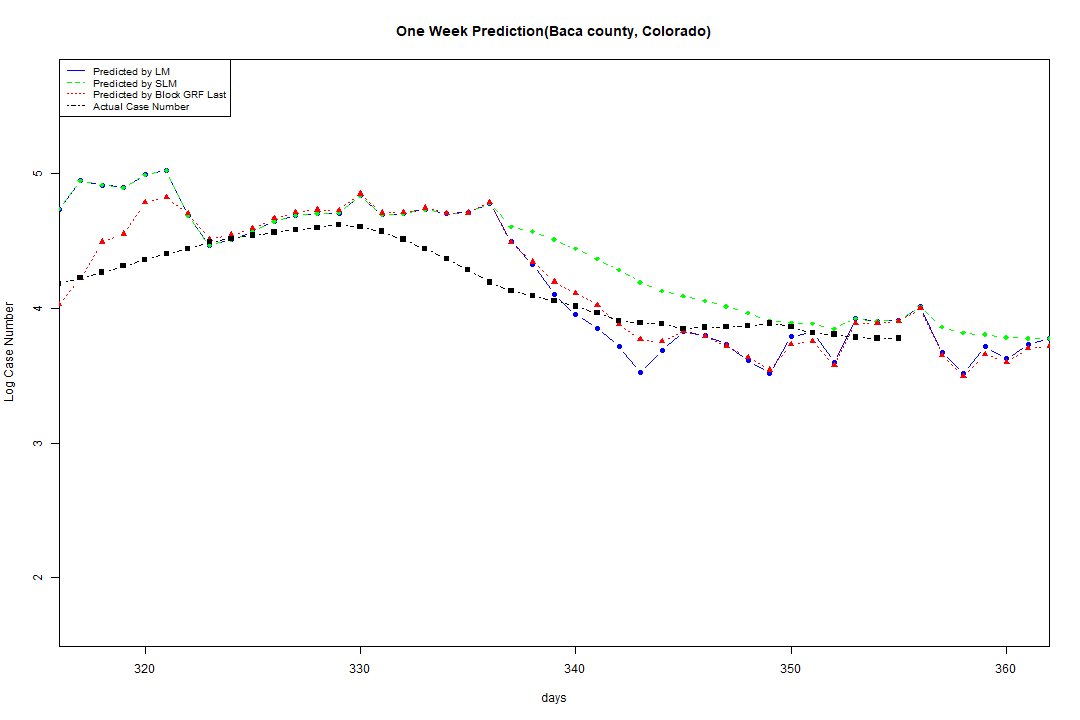 One Week Prediction(Baca county, Colorado)
Predicted by LM
Predicted by SLM
Predicted by Block GRF Last
Actual Case Number
5
4
3
2
Log Case Number
320 330 340 350 360
days